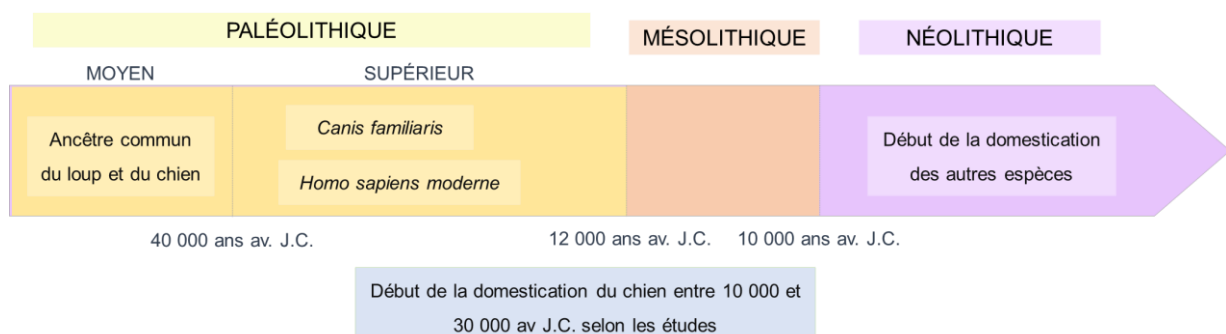 PALÉOLITHIQUE
MÉSOLITHIQUE
NÉOLITHIQUE
MOYEN
SUPÉRIEUR
Ancêtre commun
du loup et du chien
Canis familiaris
Homo sapiens moderne
Début de la domestication
des autres espèces
40 000 ans av. J.C.
12 000 ans av. J.C.
10 000 ans av. J.C.
Début de la domestication du chien entre 10 000 et
30 000 av J.C. selon les études